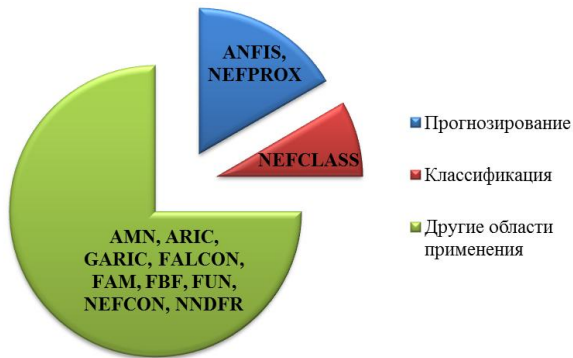 ANFIS,
NEFPROX
NEFCLASS
AMN, ARIC,
GARIC, FALCON,
FAM, FBF, FUN,
NEFCON, NNDFR
Прогнозирование
Классификация
Другие области
применения